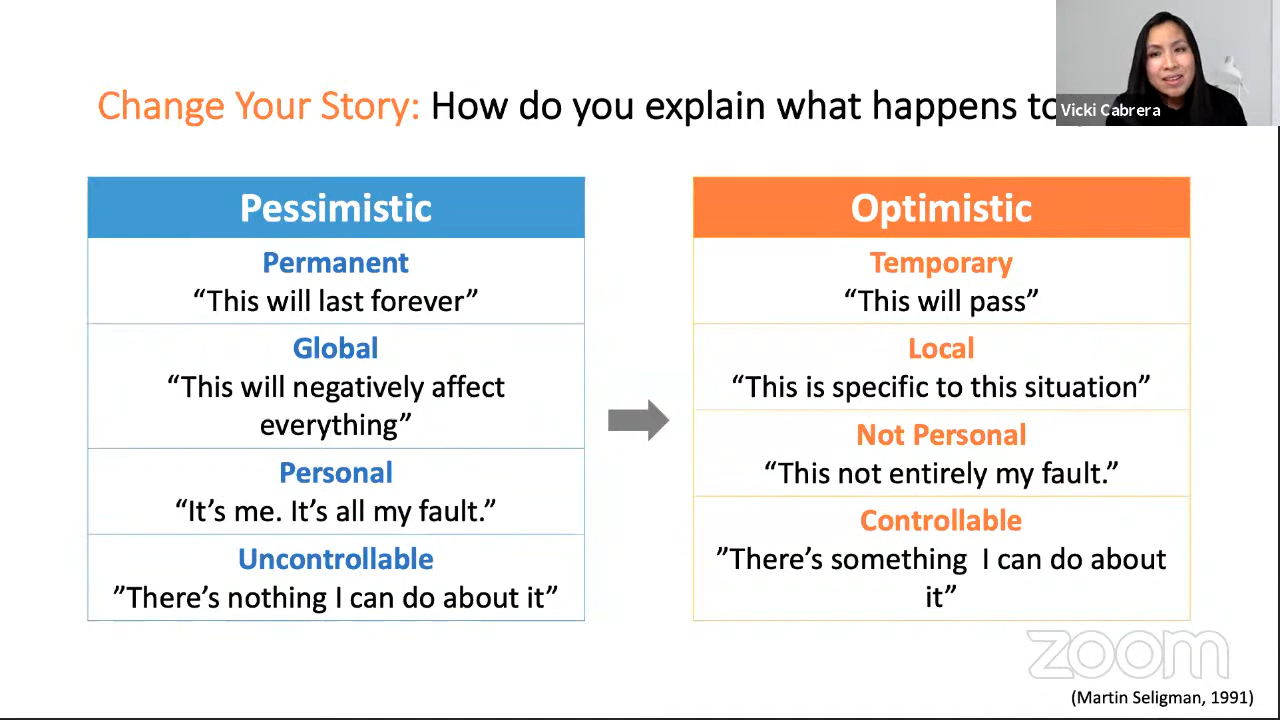 Change Your Story: How do you explain what happens to
Vicki Cabrera
Pessimistic
Permanent
“This will last forever”
Global
“This will negatively affect
everything”
Personal
“It’s me. It’s all my fault.”
Uncontrollable
”There’s nothing I can do about it”
Optimistic
Temporary
“This will pass”
Local
“This is specific to this situation”
Not Personal
“This not entirely my fault.”
Controllable
”There’s something  I can do about
it”
zoom
(Martin Seligman, 1991)